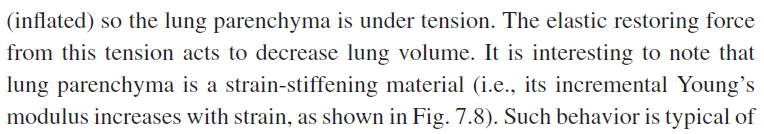 (inflated) so the lung parenchyma is under tension. The elastic restoring force
from this tension acts to decrease lung volume. It is interesting to note that
lung parenchyma is a strain-stiffening material (i.e., its incremental Young’s
modulus increases with strain, as shown in Fig. 7.8). Such behavior is typical of